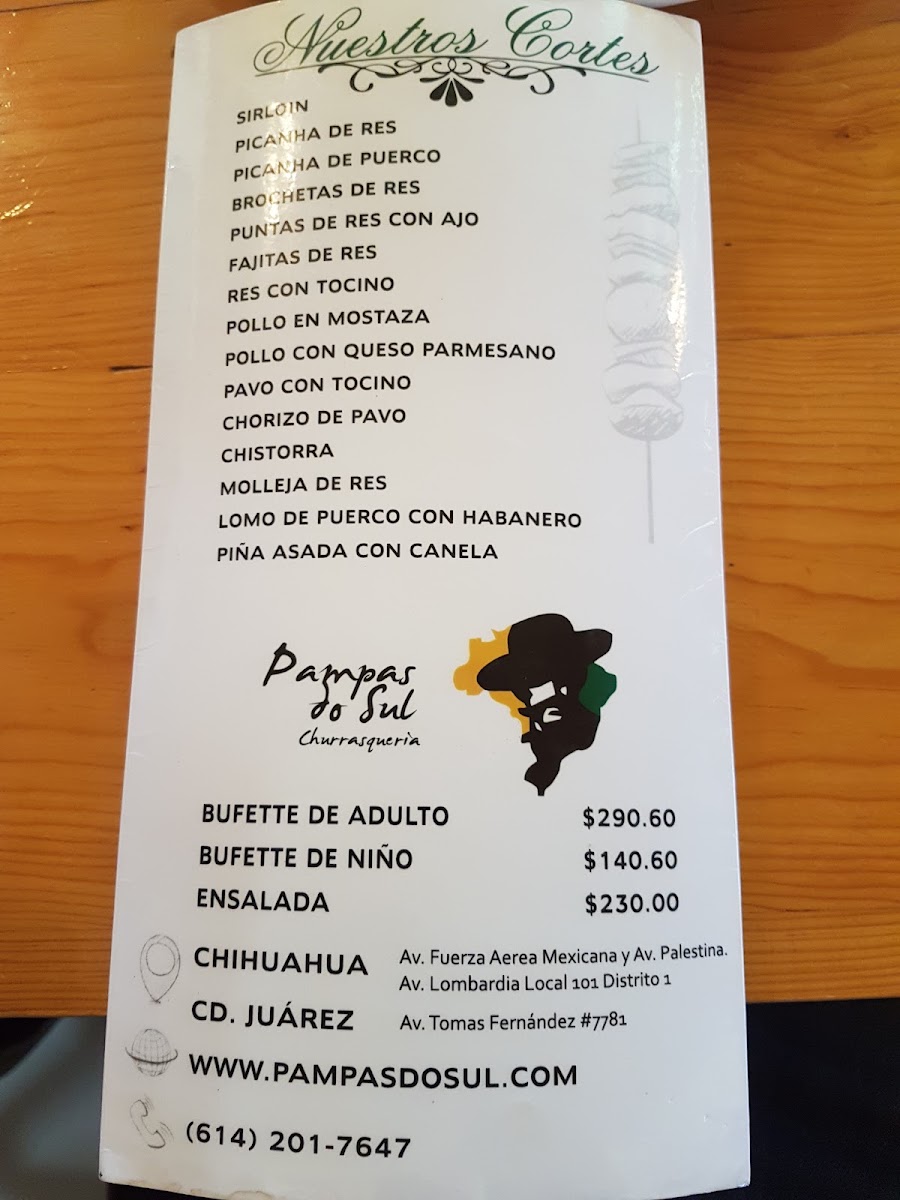 Nuestros Cortes
SIRLOIN
PICANHA DE RES
PICANHA DE PUERCO
BROCHETAS DE RES
PUNTAS DE RES CON AJO
FAJITAS DE RES
RES CON TOCINO
POLLO EN MOSTAZA
POLLO CON QUESO PARMESANO
PAVO CON TOCINO
CHORIZO DE PAVO
CHISTORRA
MOLLEJA DE RES
LOMO DE PUERCO CON HABANERO
PIÑA ASADA CON CANELA
Pampas
do Sul
Churrasquerìa
BUFETTE DE ADULTO $290.60
BUFETTE DE NIÑO $140.60
ENSALADA $230.00
CHIHUAHUA Av. Fuerza Aerea Mexicana y Av. Palestina.
Av. Lombardia Local 101 Distrito 1
CD. JUÁREZ Av. Tomas Fernández #7781
WWW.PAMPASDOSUL.COM
(614) 201-7647